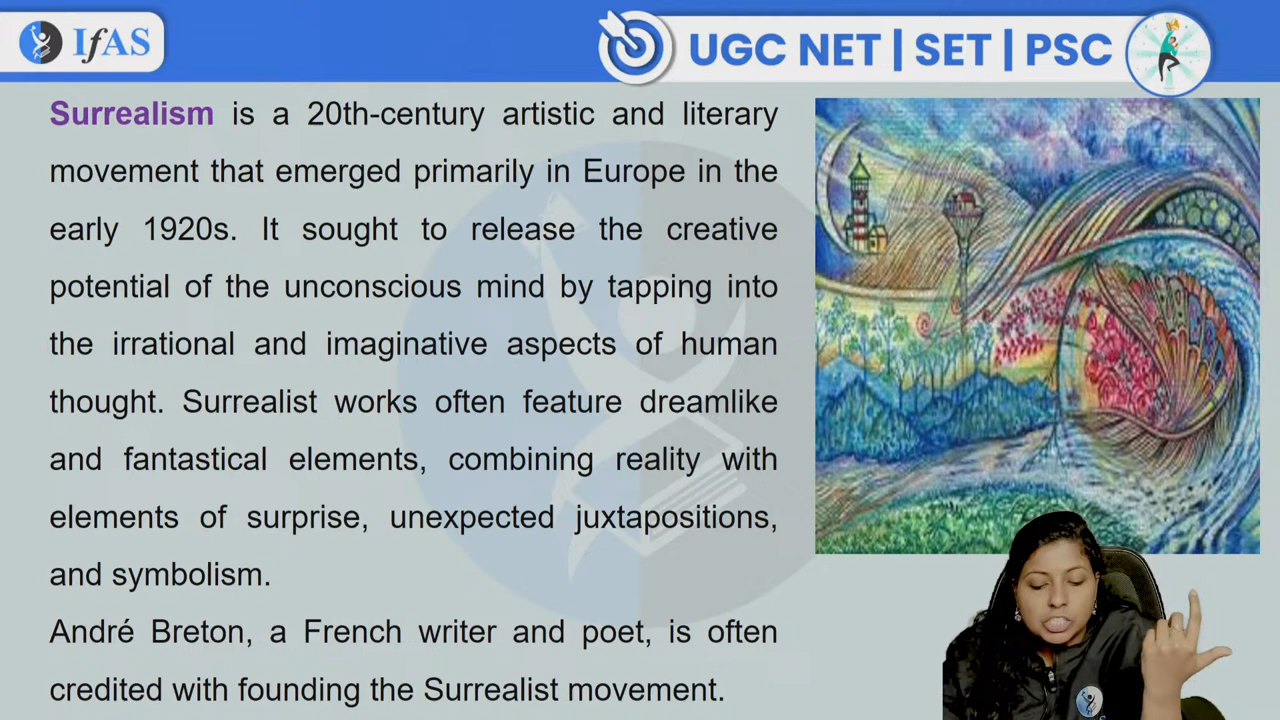 IfAS
UGC NET | SET | PSC
Surrealism is a 20th-century artistic and literary
movement that emerged primarily in Europe in the
early 1920s. It sought to release the creative
potential of the unconscious mind by tapping into
the irrational and imaginative aspects of human
thought. Surrealist works often feature dreamlike
and fantastical elements, combining reality with
elements of surprise, unexpected juxtapositions,
and symbolism.
André Breton, a French writer and poet, is often
credited with founding the Surrealist movement.